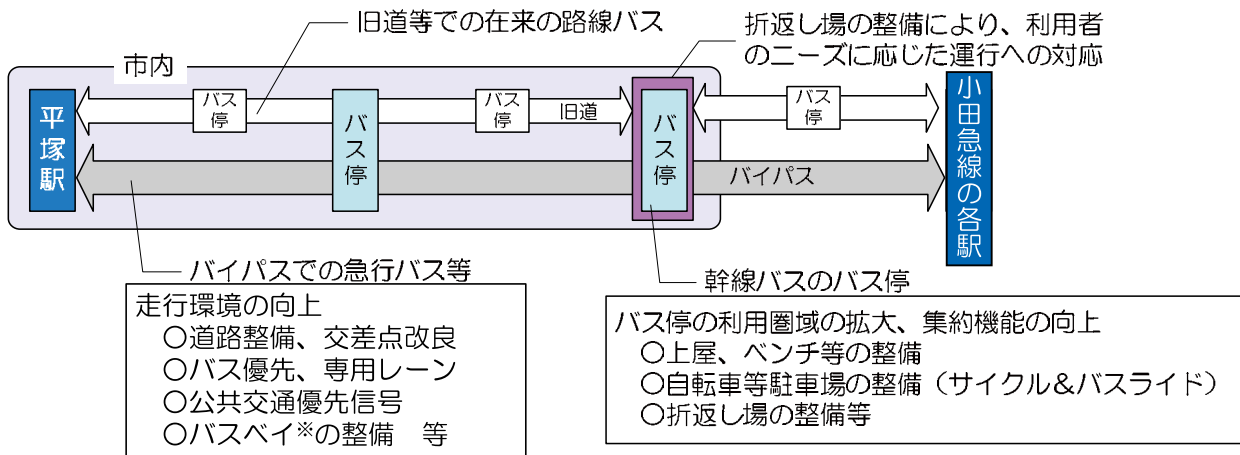 旧道等での在来の路線バス
折返し場の整備により、利用者
のニーズに応じた運行への対応
市内
平塚駅
バス停
バス停
バス停
旧道
バス停
バス停
小田急線の各駅
バイパス
バイパスでの急行バス等
走行環境の向上
○道路整備、交差点改良
○バス優先、専用レーン
○公共交通優先信号
○バスベイ※の整備　等
幹線バスのバス停
バス停の利用圏域の拡大、集約機能の向上
○上屋、ベンチ等の整備
○自転車等駐車場の整備（サイクル＆バスライド）
○折返し場の整備等